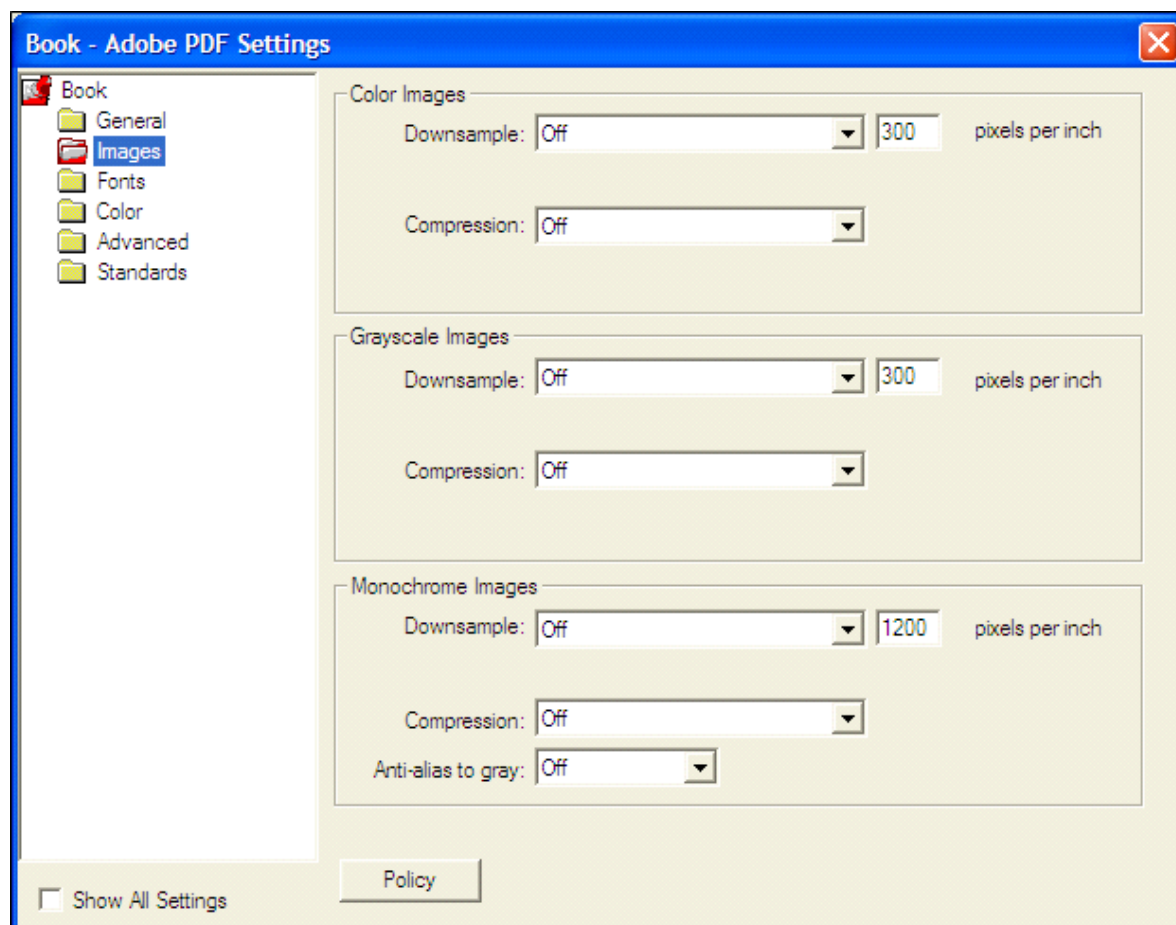 Book - Adobe PDF Settings
Book
General
Images
Fonts
Color
Advanced
Standards
Show All Settings
Color Images
Downsample: Off 300 pixels per inch
Compression: Off
Grayscale Images
Downsample: Off 300 pixels per inch
Compression: Off
Monochrome Images
Downsample: Off 1200 pixels per inch
Compression: Off
Anti-alias to gray: Off
Policy